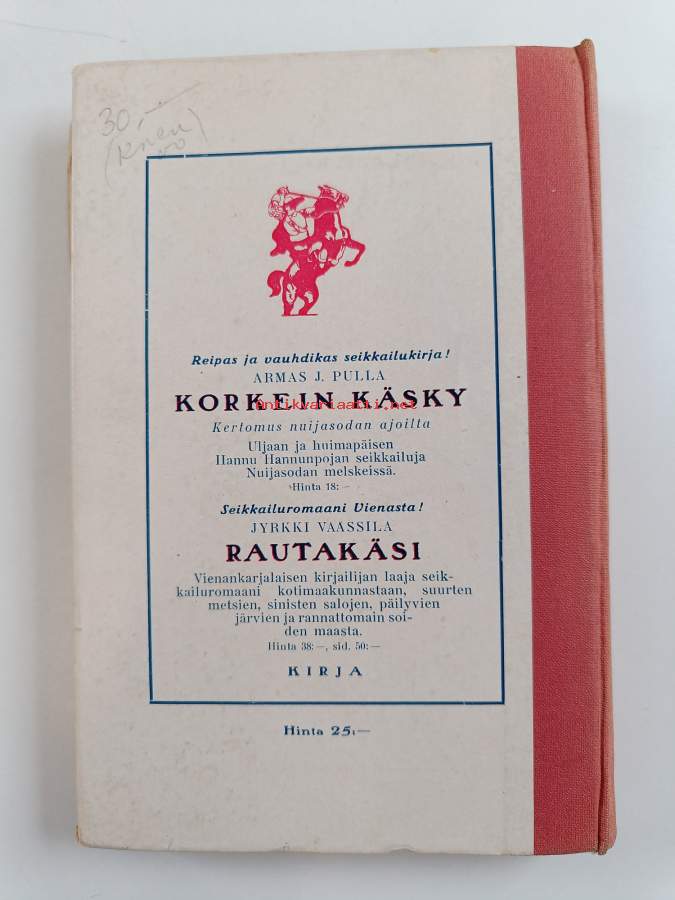 30,-
Reipas ja vauhdikas seikkailukirja!
ARMAS J. PULLA
KORKEIN KÄSKY
antikvariaatti.net
Kertomus nuijasodan ajoilta
Uljaan ja huimapäisen
Hannu Hannunpojan seikkailuja
Nuijasodan melskeissä.
Hinta 18:—
Seikkailuromaani Vienasta!
JYRKKI VAASSILA
RAUTAKÄSI
Vienankarjalaisen kirjailijan laaja seik-
kailuromaani kotimaakunnastaan, suurten
metsien, sinisten salojen, päilyvien
järvien ja rannattomain soi-
den maasta.
Hinta 38:—, sid. 50:—
KIRJA
Hinta 25:—